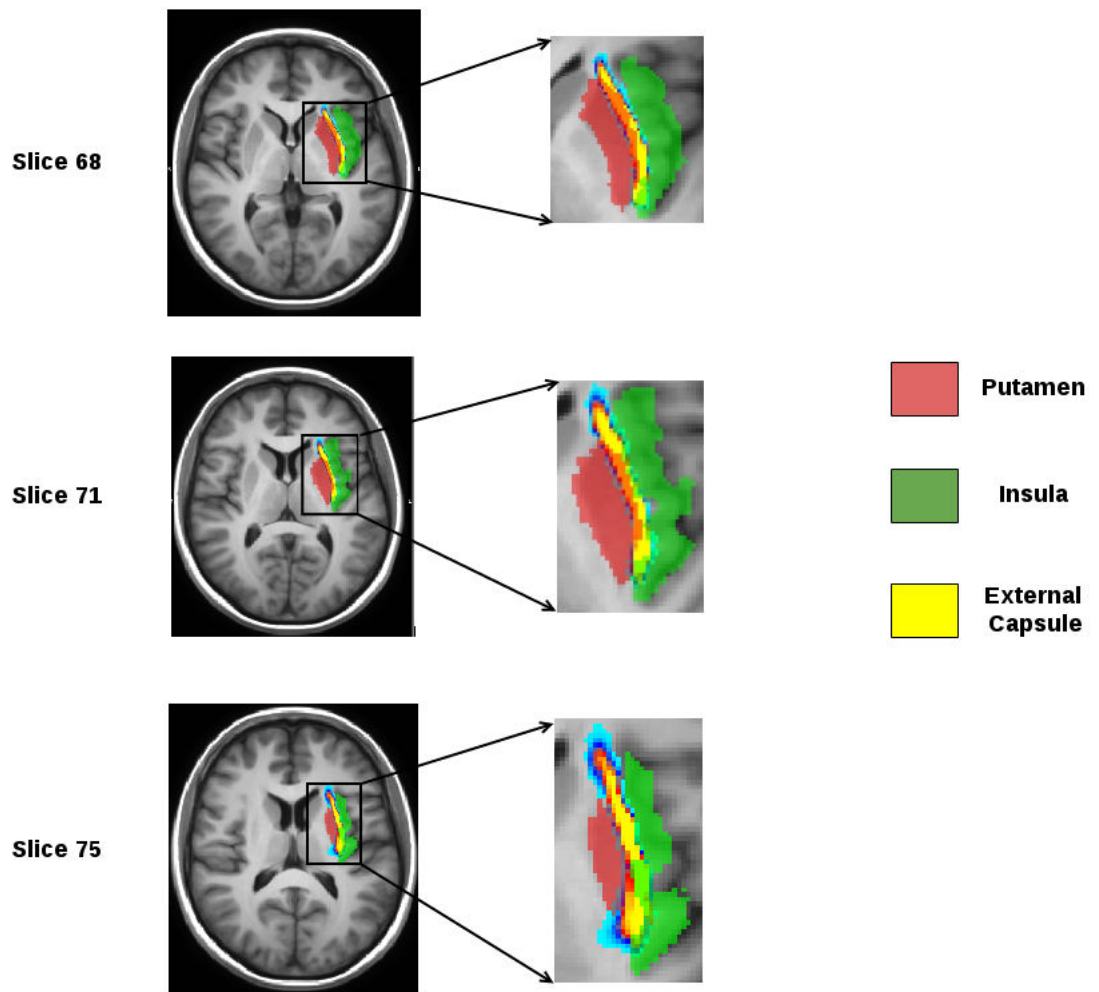 Slice 68
Slice 71
Slice 75
Putamen
Insula
External
Capsule